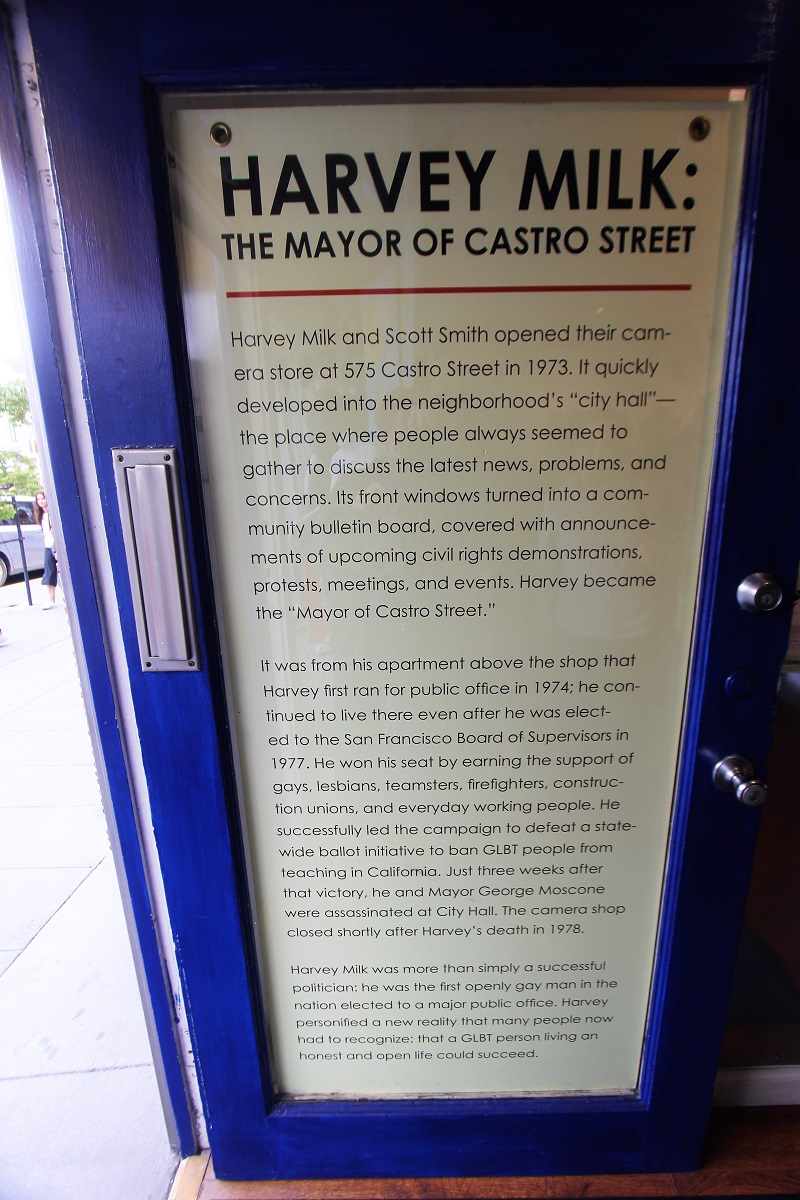 HARVEY MILK:
THE MAYOR OF CASTRO STREET
Harvey Milk and Scott Smith opened their cam-
era store at 575 Castro Street in 1973. It quickly
developed into the neighborhood's “city hall”—
the place where people always seemed to
gather to discuss the latest news, problems, and
concerns. Its front windows turned into a com-
munity bulletin board, covered with announce-
ments of upcoming civil rights demonstrations,
protests, meetings, and events. Harvey became
the “Mayor of Castro Street.”
It was from his apartment above the shop that
Harvey first ran for public office in 1974; he con-
tinued to live there even after he was elect-
ed to the San Francisco Board of Supervisors in
1977. He won his seat by earning the support of
gays, lesbians, teamsters, firefighters, construc-
tion unions, and everyday working people. He
successfully led the campaign to defeat a state-
wide ballot initiative to ban GLBT people from
teaching in California. Just three weeks after
that victory, he and Mayor George Moscone
were assassinated at City Hall. The camera shop
closed shortly after Harvey's death in 1978.
Harvey Milk was more than simply a successful
politician: he was the first openly gay man in the
nation elected to a major public office. Harvey
personified a new reality that many people now
had to recognize: that a GLBT person living an
honest and open life could succeed.